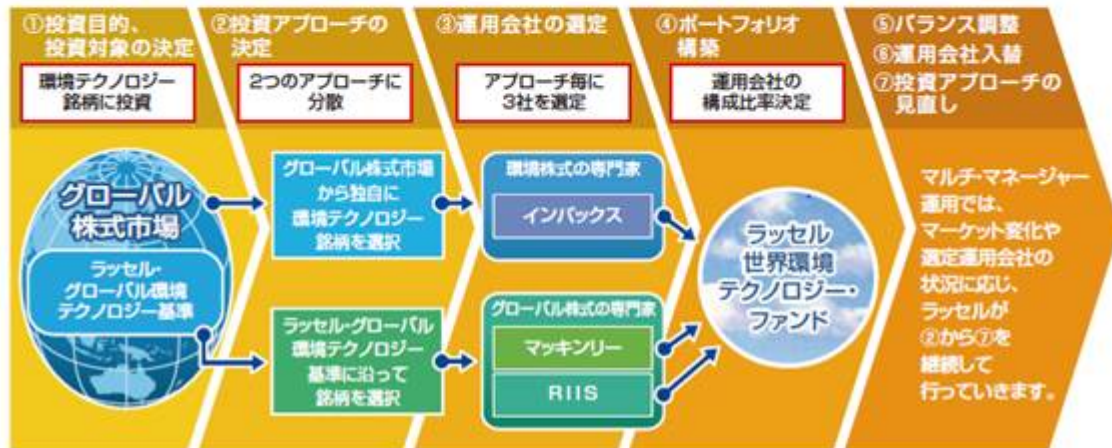 ①投資目的、
投資対象の決定
環境テクノロジー
銘柄に投資
②投資アプローチの
決定
2つのアプローチに
分散
③運用会社の選定
アプローチ毎に
3社を選定
④ポートフォリオ
構築
運用会社の
構成比率決定
⑤バランス調整
⑥運用会社入替
⑦投資アプローチの
見直し
グローバル
株式市場
ラッセル・
グローバル環境
テクノロジー基準
グローバル株式市場
から独自に
環境テクノロジー
銘柄を選択
ラッセル・グローバル
環境テクノロジー
基準に沿って
銘柄を選択
環境株式の専門家
インパックス
グローバル株式の専門家
マッキンリー
RIIS
ラッセル
世界環境
テクノロジー・
ファンド
マルチ・マネージャー
運用では、
マーケット変化や
選定運用会社の
状況に応じ、
ラッセルが
②から⑦を
継続して
行っていきます。